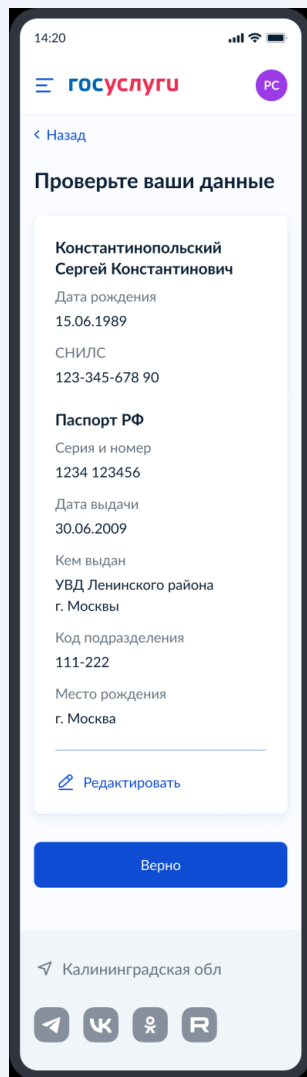 14:20
госуслуги
РС
Назад
Проверьте ваши данные
Константинопольский
Сергей Константинович
Дата рождения
15.06.1989
СНИЛС
123-345-678 90
Паспорт РФ
Серия и номер
1234 123456
Дата выдачи
30.06.2009
Кем выдан
УВД Ленинского района
г. Москвы
Код подразделения
111-222
Место рождения
г. Москва
Редактировать
Верно
Калининградская обл